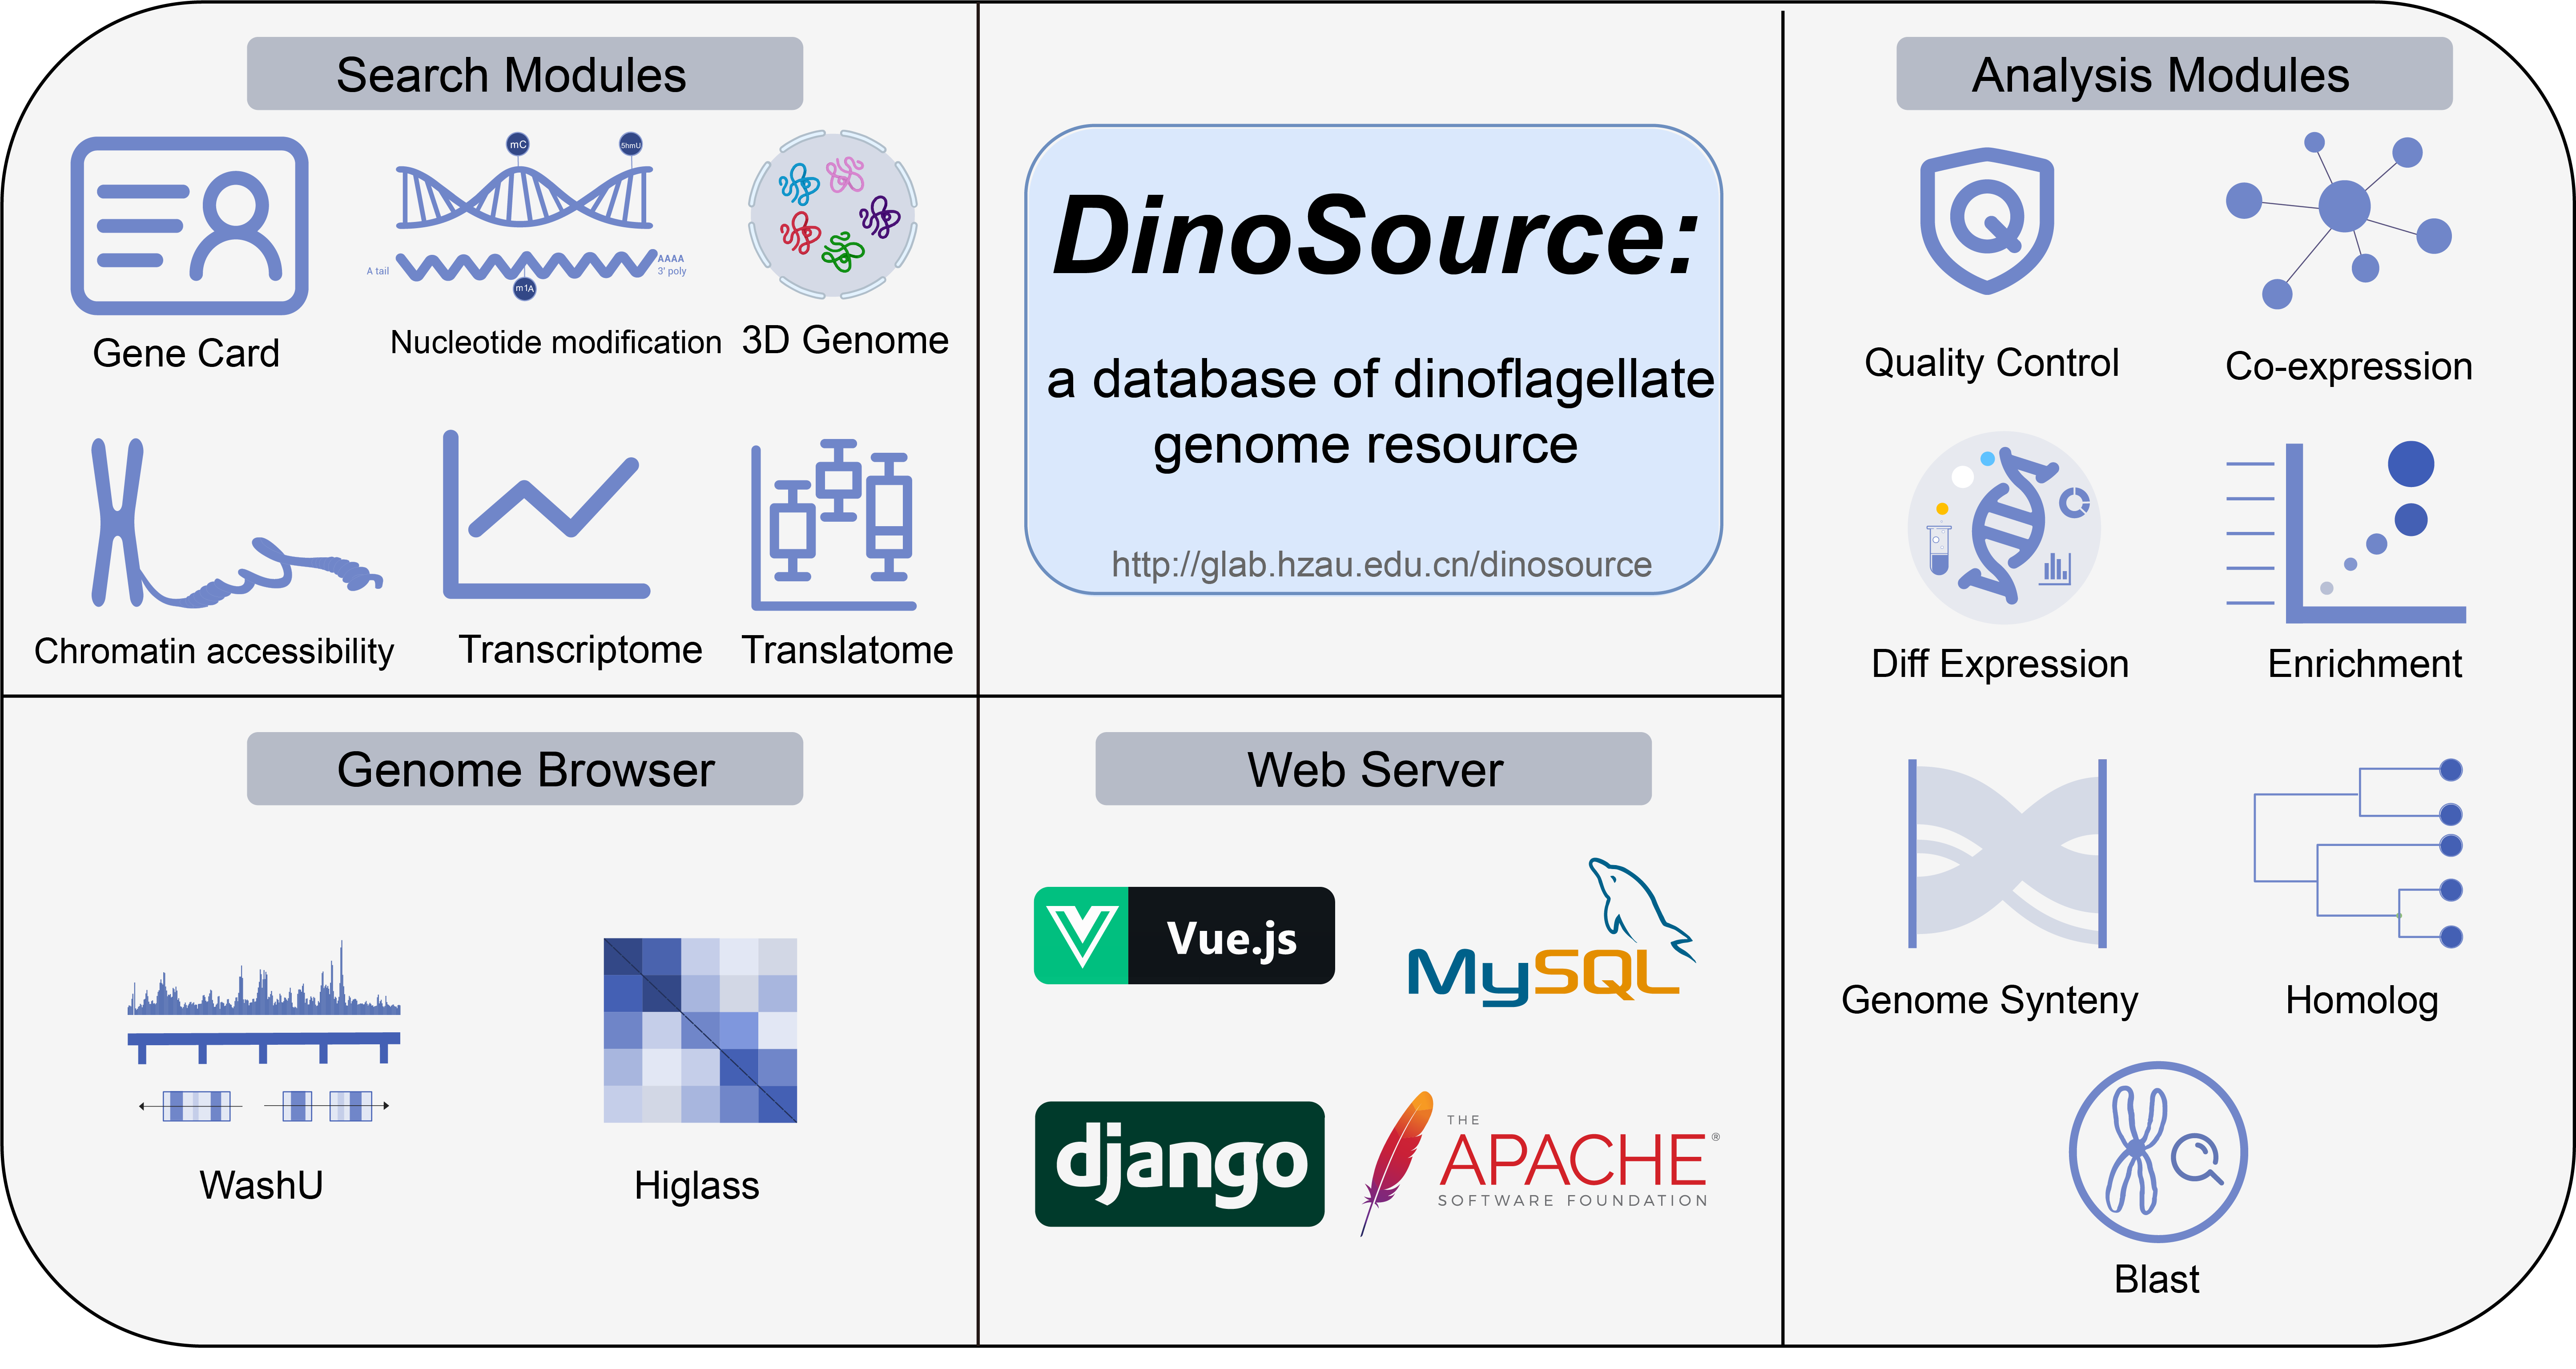 Search Modules
mC
5hmU
A tail
AAAA
3' poly
m1A
Gene Card
Nucleotide modification
3D Genome
Chromatin accessibility
Transcriptome
Translatome
DinoSource:
a database of dinoflagellate
genome resource
http://glab.hzau.edu.cn/dinosource
Analysis Modules
Q
Quality Control
Co-expression
Diff Expression
Enrichment
Genome Synteny
Homolog
Blast
Genome Browser
WashU
Higlass
Web Server
Vue.js
MySQL
django
THE
APACHE®
SOFTWARE FOUNDATION